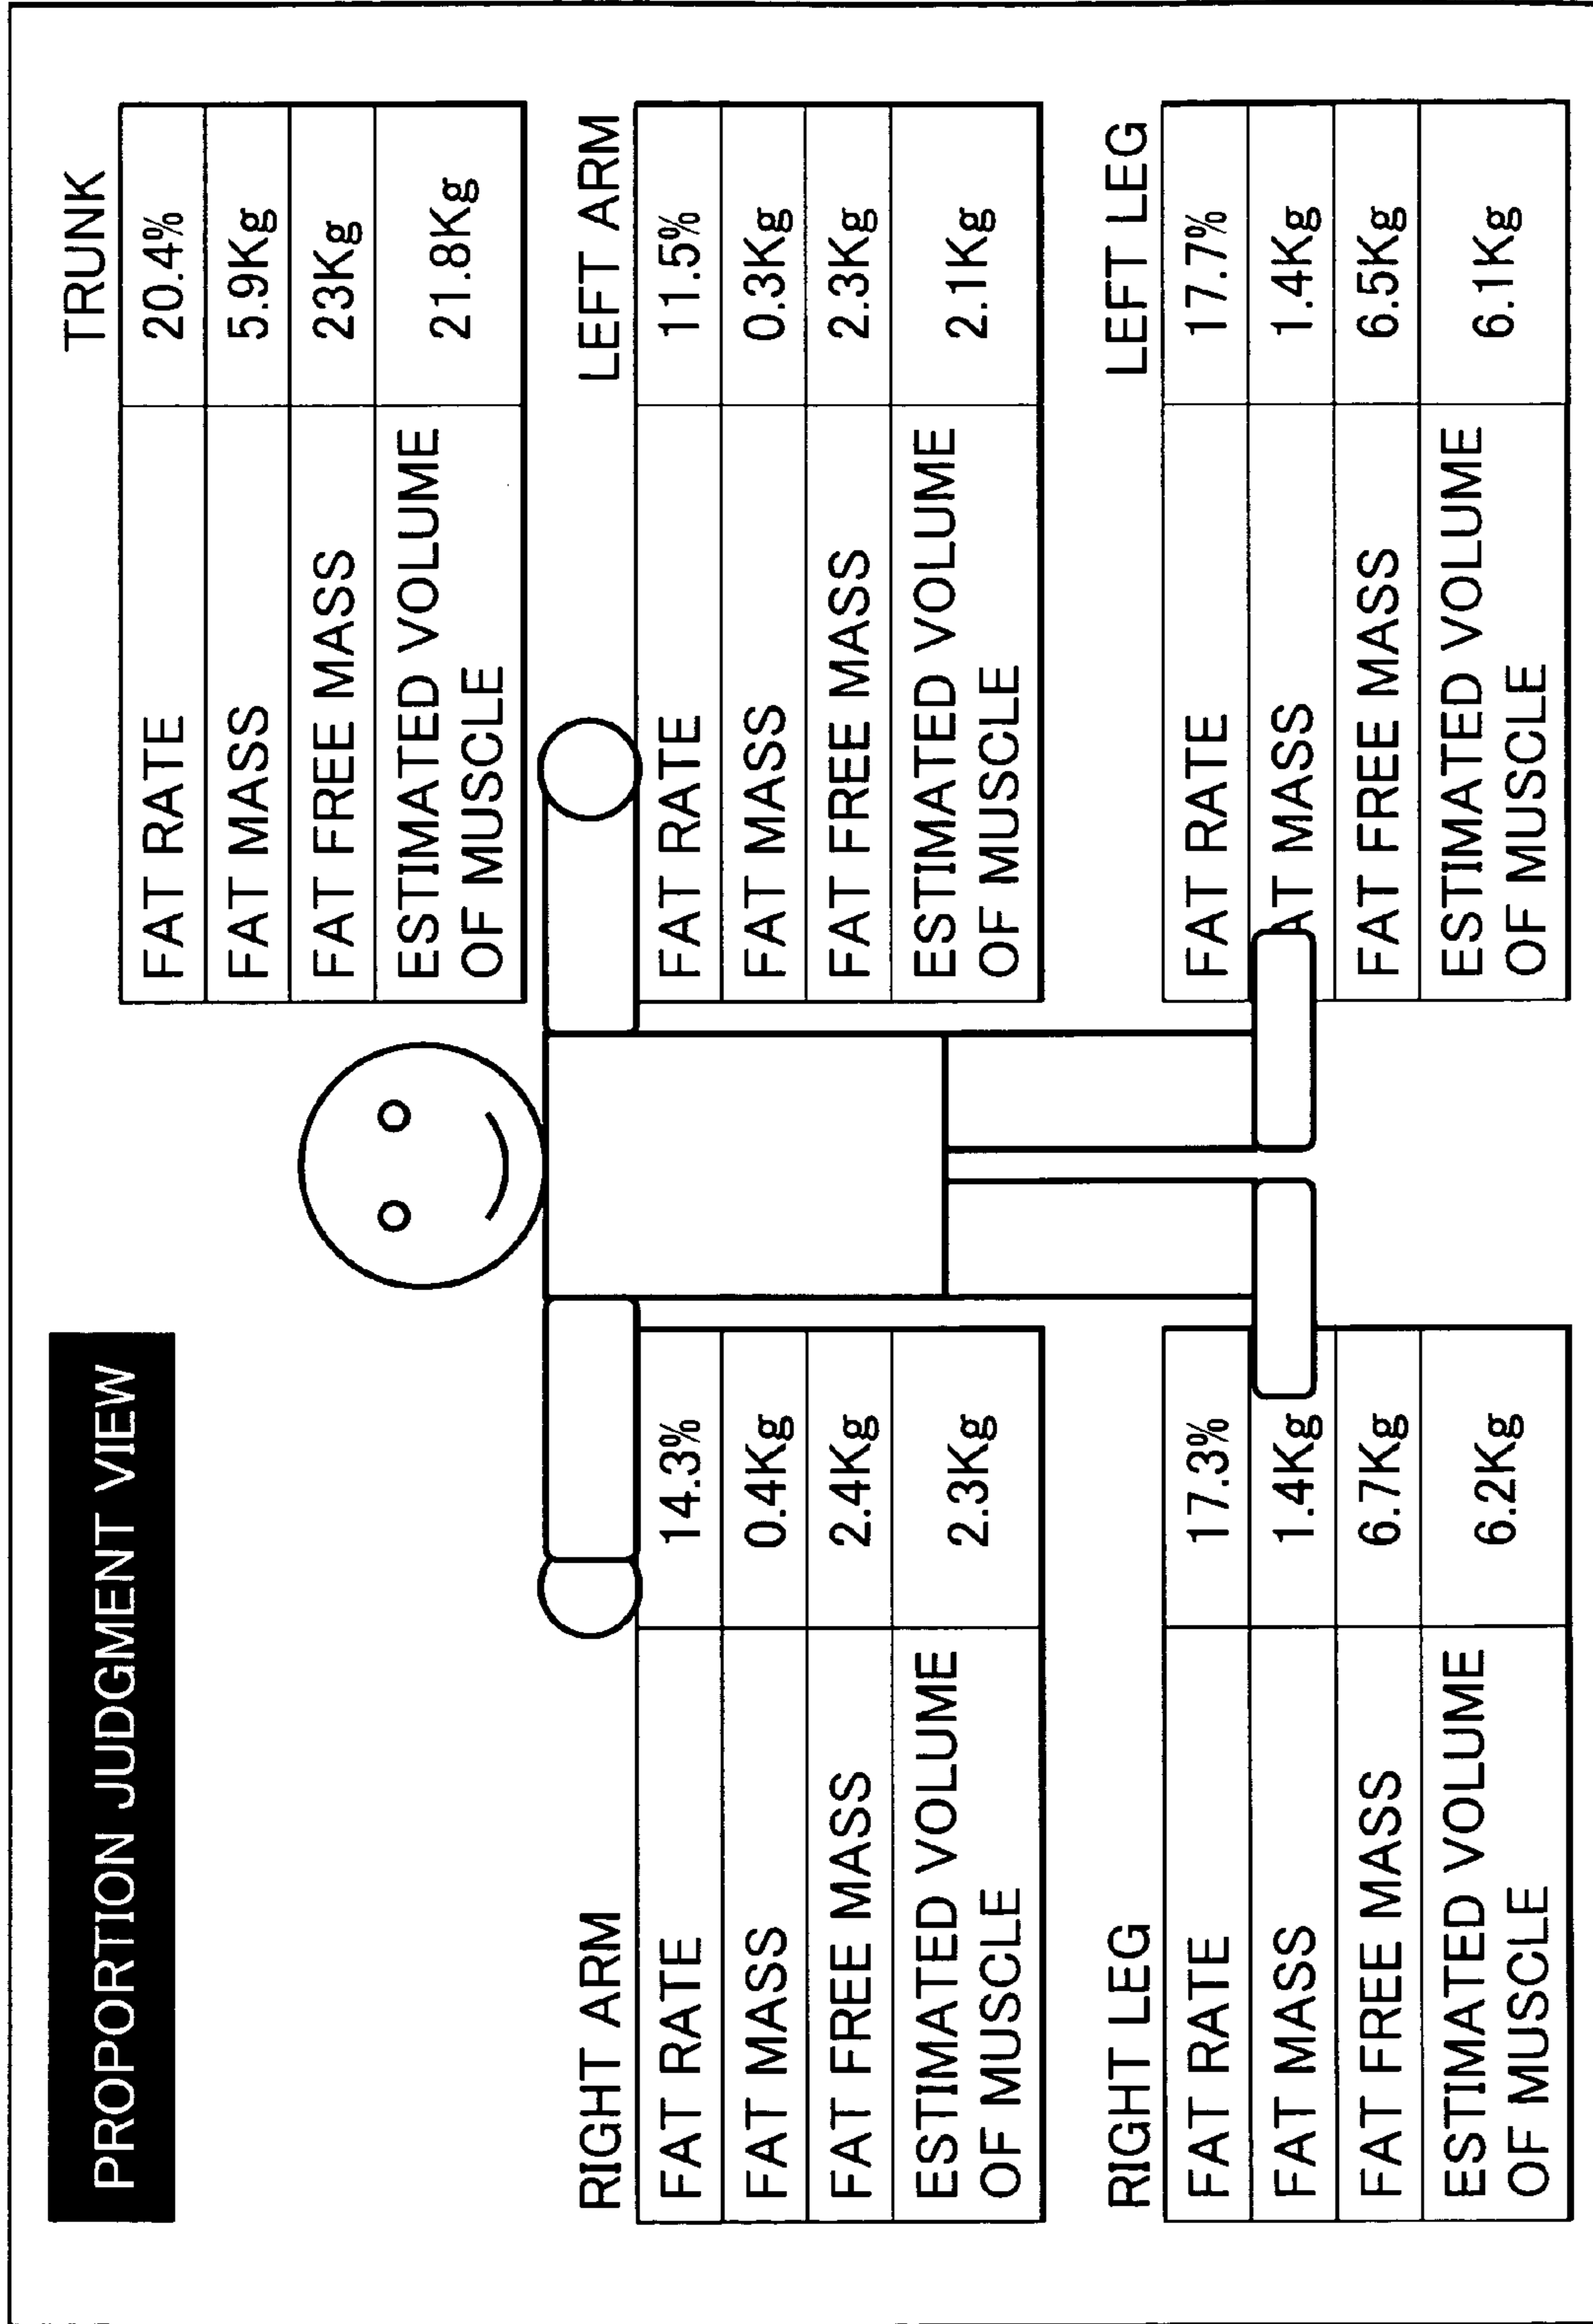 PROPORTION JUDGMENT VIEW
TRUNK
FAT RATE 20.4%
FAT MASS 5.9Kg
FAT FREE MASS 23Kg
ESTIMATED VOLUME
OF MUSCLE 21.8Kg
RIGHT ARM
FAT RATE 14.3%
FAT MASS 0.4Kg
FAT FREE MASS 2.4Kg
ESTIMATED VOLUME
OF MUSCLE 2.3Kg
LEFT ARM
FAT RATE 11.5%
FAT MASS 0.3Kg
FAT FREE MASS 2.3Kg
ESTIMATED VOLUME
OF MUSCLE 2.1Kg
RIGHT LEG
FAT RATE 17.3%
FAT MASS 1.4Kg
FAT FREE MASS 6.7Kg
ESTIMATED VOLUME
OF MUSCLE 6.2Kg
LEFT LEG
FAT RATE 17.7%
AT MASS 1.4Kg
FAT FREE MASS 6.5Kg
ESTIMATED VOLUME
OF MUSCLE 6.1Kg